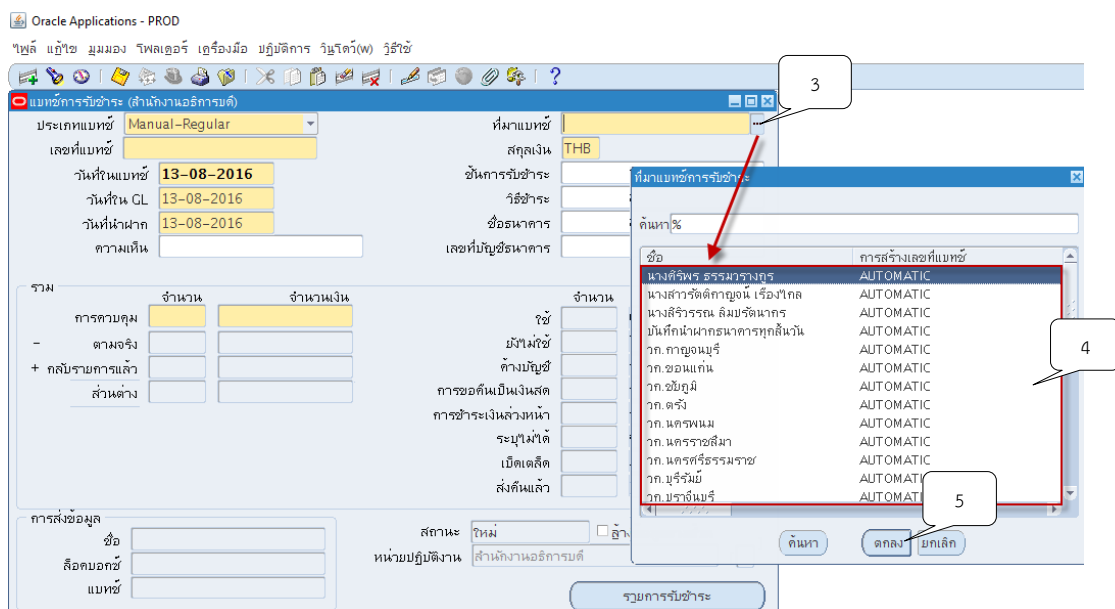 Oracle Applications - PROD
ไฟล์ แก้ไข มุมมอง โฟลเดอร์ เครื่องมือ ปฏิบัติการ วินโดว์(w) วิธีใช้
3
แบทช์การรับชำระ (สำนักงานอธิการบดี)
ประเภทแบทช์ Manual-Regular ที่มาแบทช์
เลขที่แบทช์ สกุลเงิน THB
วันที่ในแบทช์ 13-08-2016 ชั้นการรับชำระ
วันที่ใน GL 13-08-2016 วิธีชำระ
วันที่นำฝาก 13-08-2016 ชื่อธนาคาร
ความเห็น เลขที่บัญชีธนาคาร
ที่มาแบทช์การรับชำระ
ค้นหา %
ชื่อ การสร้างเลขที่แบทช์
นางศิริพร ธรรมวรางกูร AUTOMATIC
นางสาวรัตติกาญจน์ เรืองไกล AUTOMATIC
นางสิริวรรณ ลิมปรัตนากร AUTOMATIC
บันทึกนำฝากธนาคารทุกสิ้นวัน AUTOMATIC
วก.กาญจนบุรี AUTOMATIC
วก.ขอนแก่น AUTOMATIC
วก.ชัยภูมิ AUTOMATIC
วก.ตรัง AUTOMATIC
วก.นครพนม AUTOMATIC
วก.นครราชสีมา AUTOMATIC
วก.นครศรีธรรมราช AUTOMATIC
วก.บุรีรัมย์ AUTOMATIC
วก.ปราจีนบุรี
4
5
ค้นหา ตกลง ยกเลิก
รวม
จำนวน จำนวนเงิน จำนวน
การควบคุม ใช้
- ตามจริง ยังไม่ใช้
+ กลับรายการแล้ว ค้างบัญชี
ส่วนต่าง การขอคืนเป็นเงินสด
การชำระเงินล่วงหน้า
ระบุไม่ได้
เบ็ดเตล็ด
ส่งคืนแล้ว
การส่งข้อมูล
ชื่อ สถานะ ใหม่
ล็อคบอกซ์ หน่วยปฏิบัติงาน สำนักงานอธิการบดี
แบทช์ รายการรับชำระ